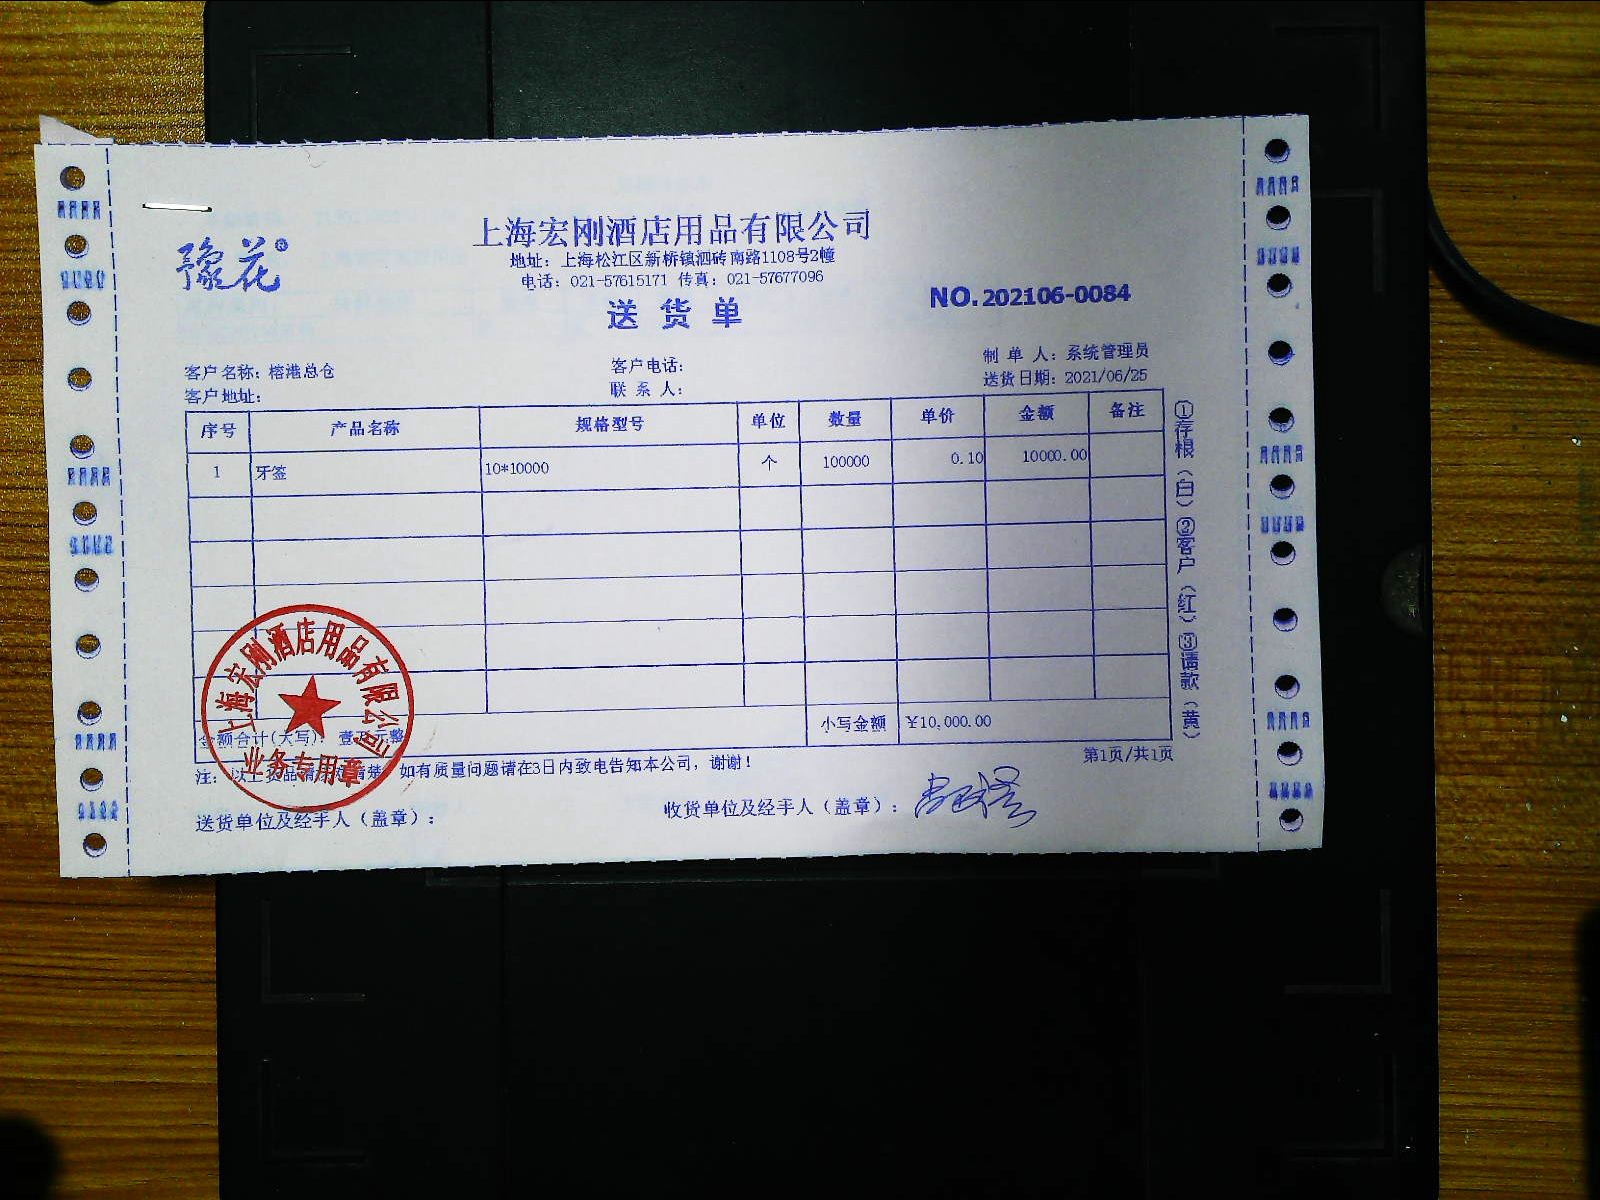 豫花®
上海宏刚酒店用品有限公司
地址：上海松江区新桥镇泗砖南路1108号2幢
电话：021-57615171 传真：021-57677096
送货单
NO.202106-0084
客户名称：榕港总仓
客户电话：
制单人：系统管理员
客户地址：
联系人：
送货日期：2021/06/25
序号 产品名称 规格型号 单位 数量 单价 金额 备注
1 牙签 10*10000 个 100000 0.10 10000.00
金额合计(大写)：壹万元整 小写金额 ¥10,000.00
注： 如有质量问题请在3日内致电告知本公司，谢谢！
第1页/共1页
送货单位及经手人（盖章）：
收货单位及经手人（盖章）：
①存根（白）②客户（红）③请款（黄）
上海宏刚酒店用品有限公司
业务专用章